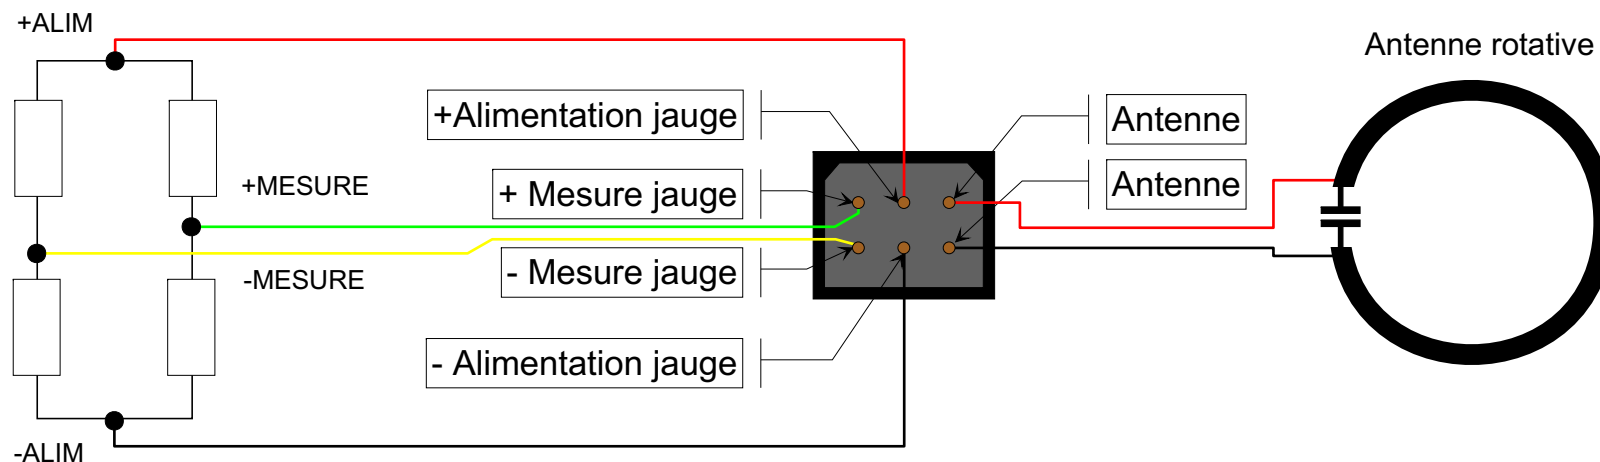 +ALIM
Antenne rotative
+Alimentation jauge
Antenne
+MESURE
+ Mesure jauge
Antenne
-MESURE
- Mesure jauge
- Alimentation jauge
-ALIM